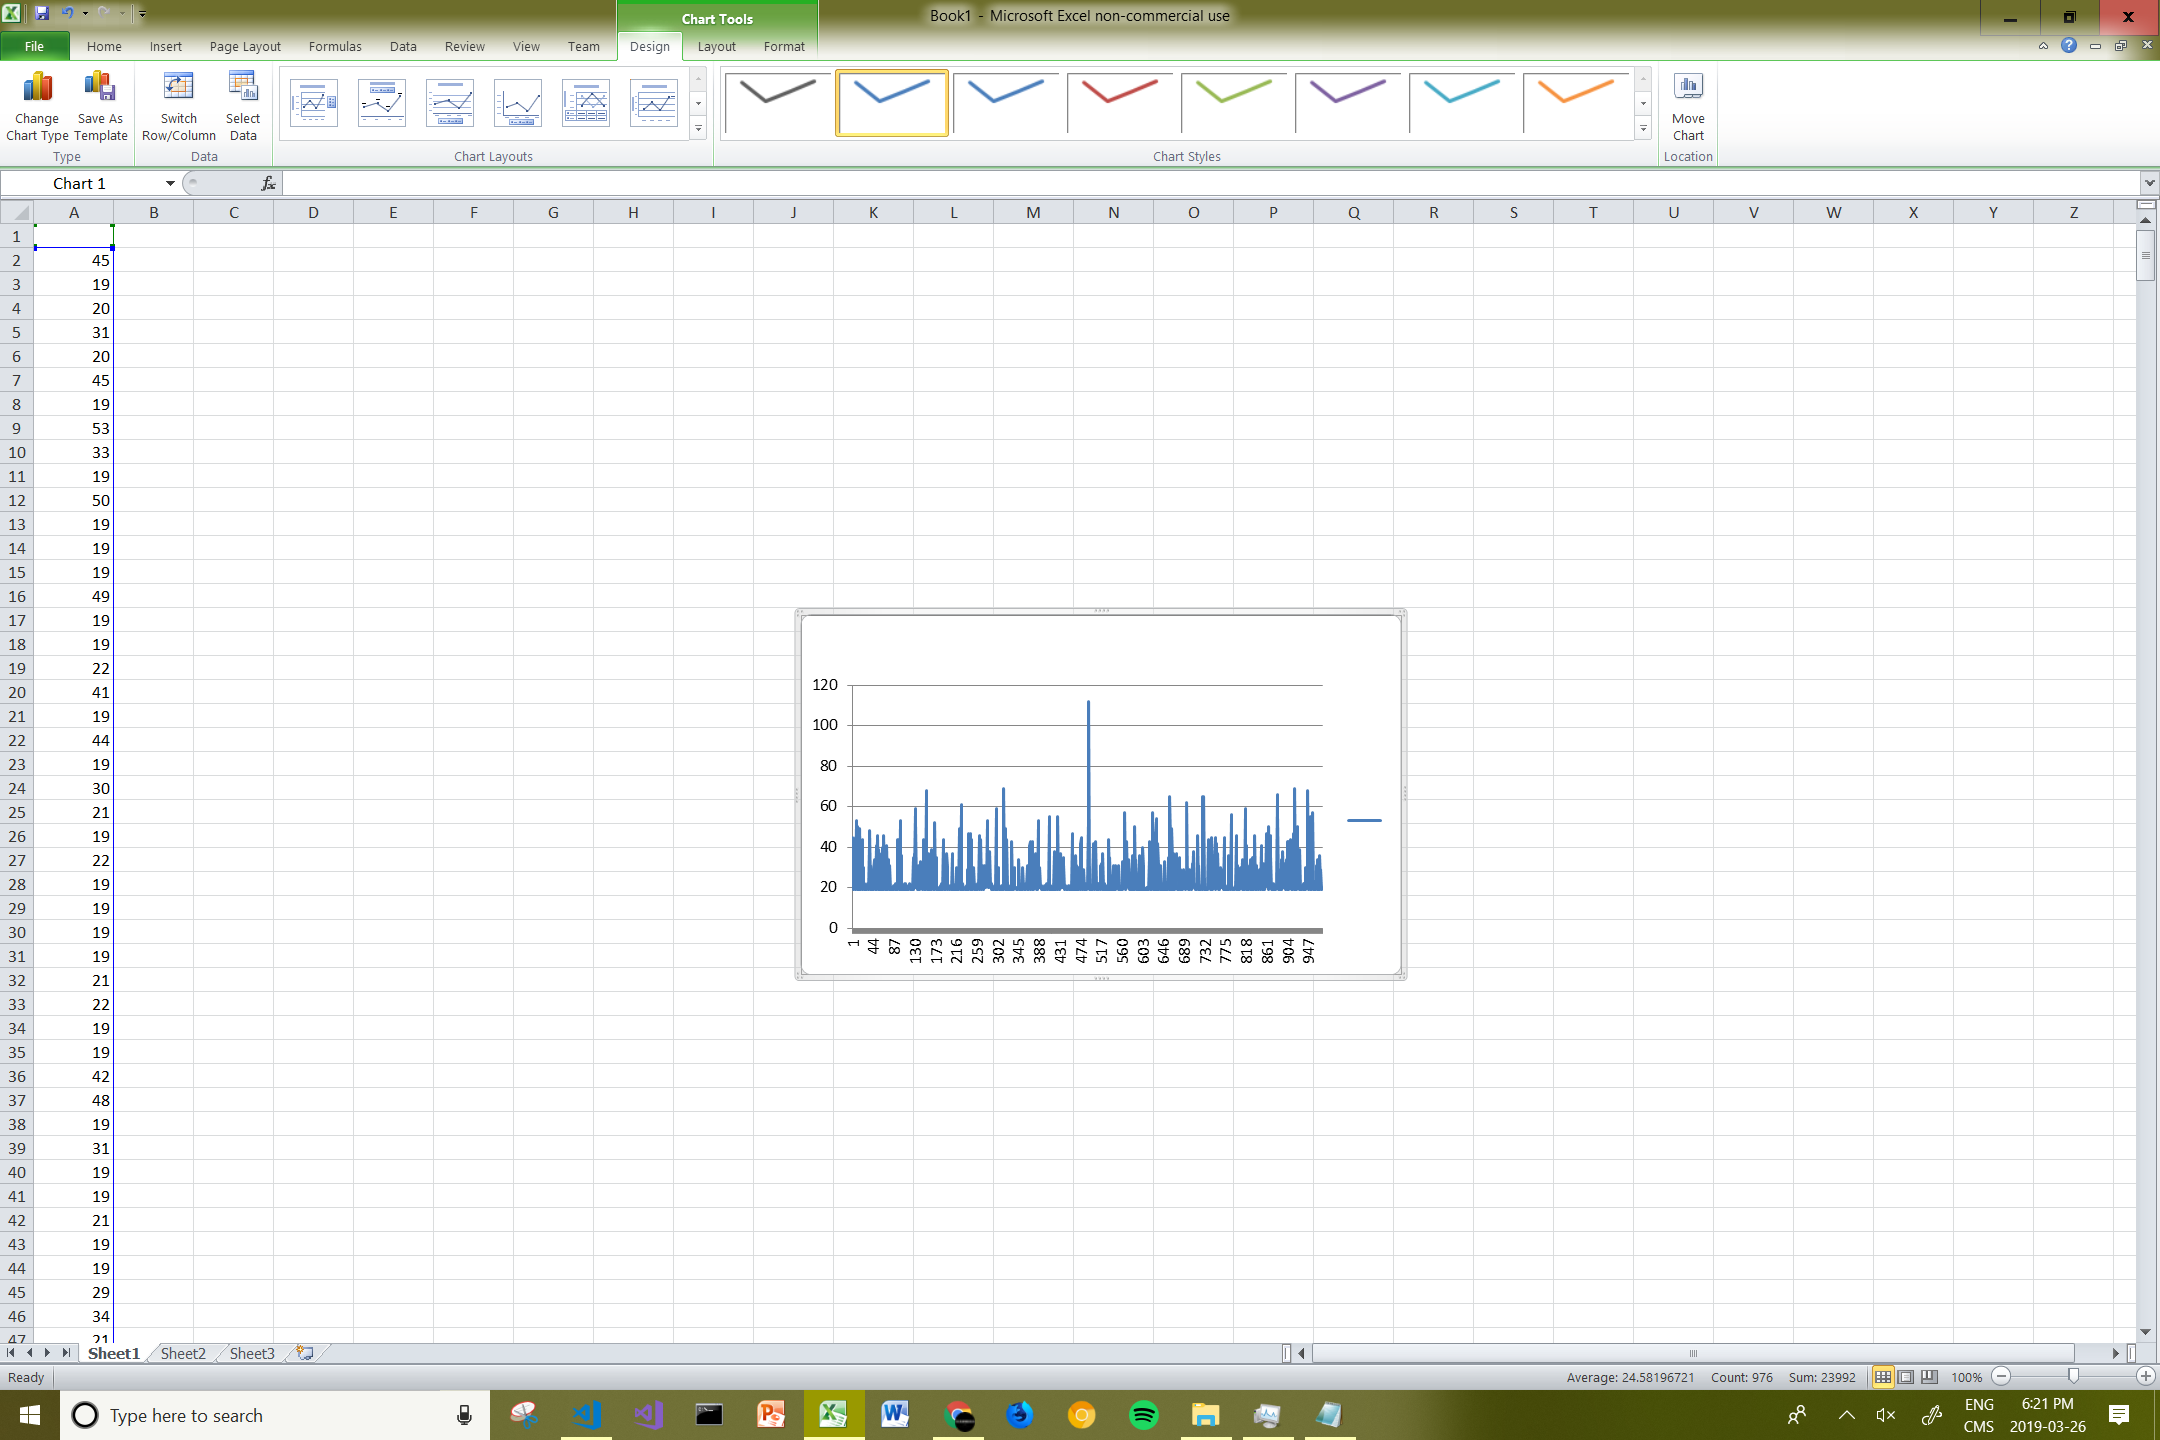 Chart Tools
Book1 - Microsoft Excel non-commercial use
File Home Insert Page Layout Formulas Data Review View Team Design Layout Format
Change Chart Type
Save As Template
Switch Row/Column
Select Data
Move Chart
Type Data Chart Layouts Chart Styles Location
Chart 1
fx
A B C D E F G H I J K L M N O P Q R S T U V W X Y Z
1
2 45
3 19
4 20
5 31
6 20
7 45
8 19
9 53
10 33
11 19
12 50
13 19
14 19
15 19
16 49
17 19
18 19
19 22
20 41
21 19
22 44
23 19
24 30
25 21
26 19
27 22
28 19
29 19
30 19
31 19
32 21
33 22
34 19
35 19
36 42
37 48
38 19
39 31
40 19
41 19
42 21
43 19
44 19
45 29
46 34
47 21
120
100
80
60
40
20
0
1 44 87 130 173 216 259 302 345 388 431 474 517 560 603 646 689 732 775 818 861 904 947
Sheet1 Sheet2 Sheet3
Ready Average: 24.58196721 Count: 976 Sum: 23992 100%
Type here to search
ENG
CMS
6:21 PM
2019-03-26